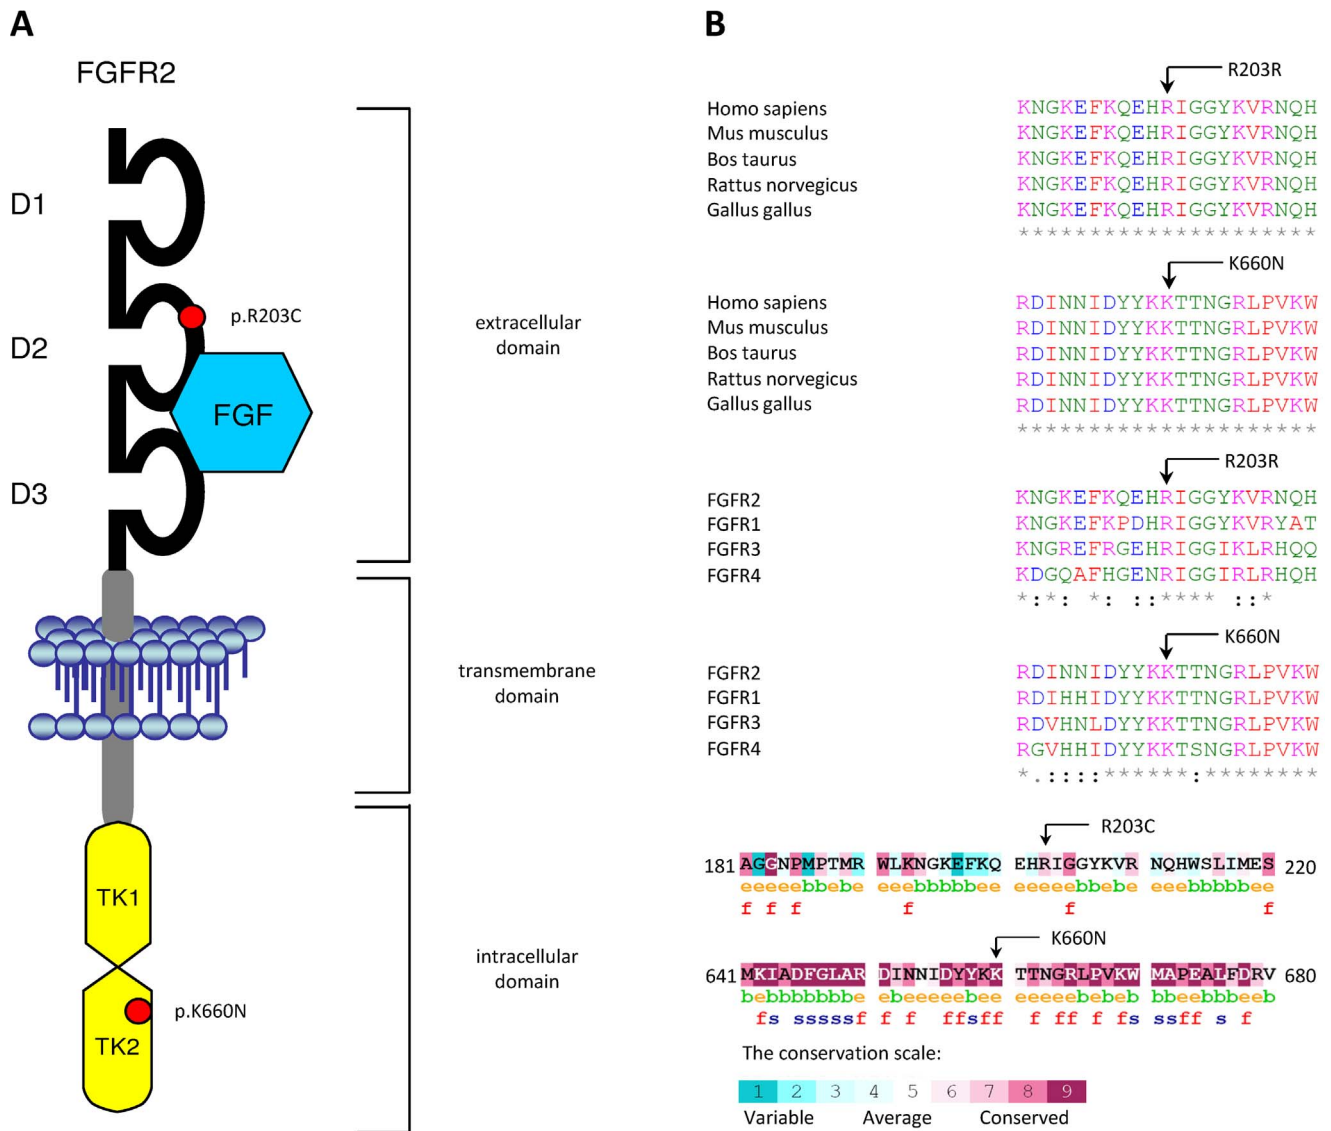 A
FGFR2
D1
D2
D3
p.R203C
FGF
TK1
TK2
p.K660N
extracellular
domain
transmembrane
domain
intracellular
domain
B
R203R
Homo sapiens KNGKEFKQEHRIGGYKVRNQH
Mus musculus KNGKEFKQEHRIGGYKVRNQH
Bos taurus KNGKEFKQEHRIGGYKVRNQH
Rattus norvegicus KNGKEFKQEHRIGGYKVRNQH
Gallus gallus KNGKEFKQEHRIGGYKVRNQH
*********************
K660N
Homo sapiens RDINNIDYYKKTTNGRLPVKW
Mus musculus RDINNIDYYKKTTNGRLPVKW
Bos taurus RDINNIDYYKKTTNGRLPVKW
Rattus norvegicus RDINNIDYYKKTTNGRLPVKW
Gallus gallus RDINNIDYYKKTTNGRLPVKW
*********************
R203R
FGFR2 KNGKEFKQEHRIGGYKVRNQH
FGFR1 KNGKEFKPDHRIGGYKVRYAT
FGFR3 KNGREFRGEHRIGGIKLRHQQ
FGFR4 KDGQAFHGENRIGGIRLRHQH
*:*: *: ::**** ::*
K660N
FGFR2 RDINNIDYYKKTTNGRLPVKW
FGFR1 RDIHHIDYYKKTTNGRLPVKW
FGFR3 RDVHNLDYYKKTTNGRLPVKW
FGFR4 RGVHHIDYYKKTSNGRLPVKW
*.::::******:********
R203C
181 AGGNPMPTMR WLKNGKEFKQ EHRIGGYKVR NQHWSLIMES 220
eeeeebbebe eeebbbbbee eeeeeebbebe eeebbbbbee
f f f f f f
K660N
641 MKIADFGLAR DINNIDYYKK TTNGRLPVKW MAPEALFDRV 680
bebbbbbbbe ebeeeeebee eeeeebebeb bbeebbbeeb
fs sssssf f f ffsff f ff f fs ssff s f
The conservation scale:
1 2 3 4 5 6 7 8 9
Variable Average Conserved